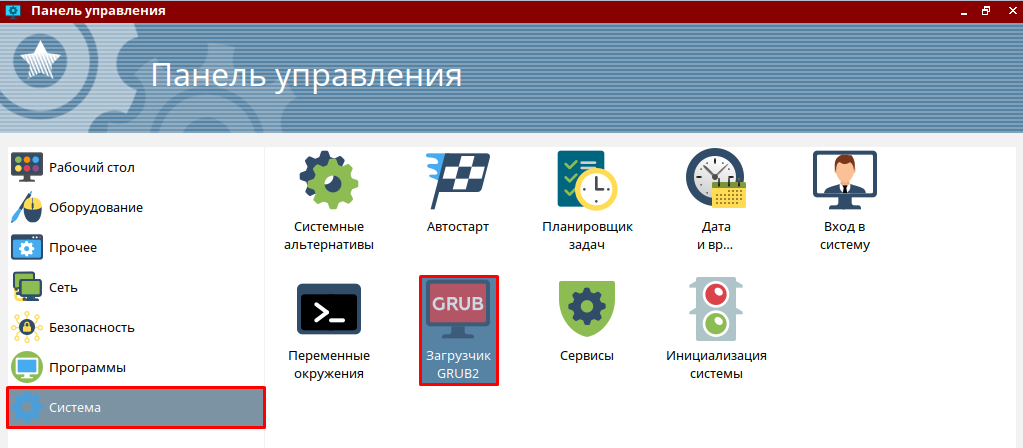 Панель управления
Панель управления
Рабочий стол
Оборудование
Прочее
Сеть
Безопасность
Программы
Система
Системные
альтернативы
Автостарт
Планировщик
задач
Дата
и вр...
Вход в
систему
Переменные
окружения
GRUB
Загрузчик
GRUB2
Сервисы
Инициализация
системы